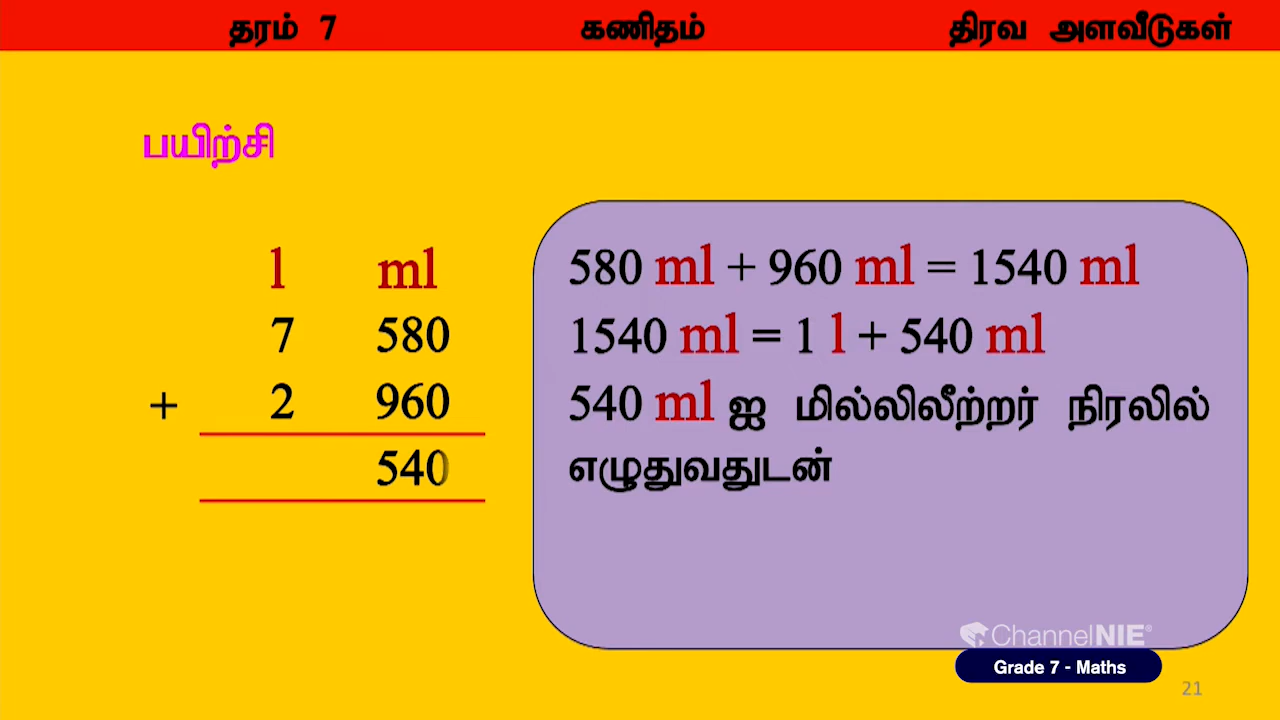 தரம் 7 கணிதம் திரவ அளவீடுகள்
பயிற்சி
l ml
7 580
+ 2 960
540
580 ml + 960 ml = 1540 ml
1540 ml = 1 l + 540 ml
540 ml ஐ மில்லிலீற்றர் நிரலில்
எழுதுவதுடன்
ChannelNIE®
Grade 7 - Maths
21